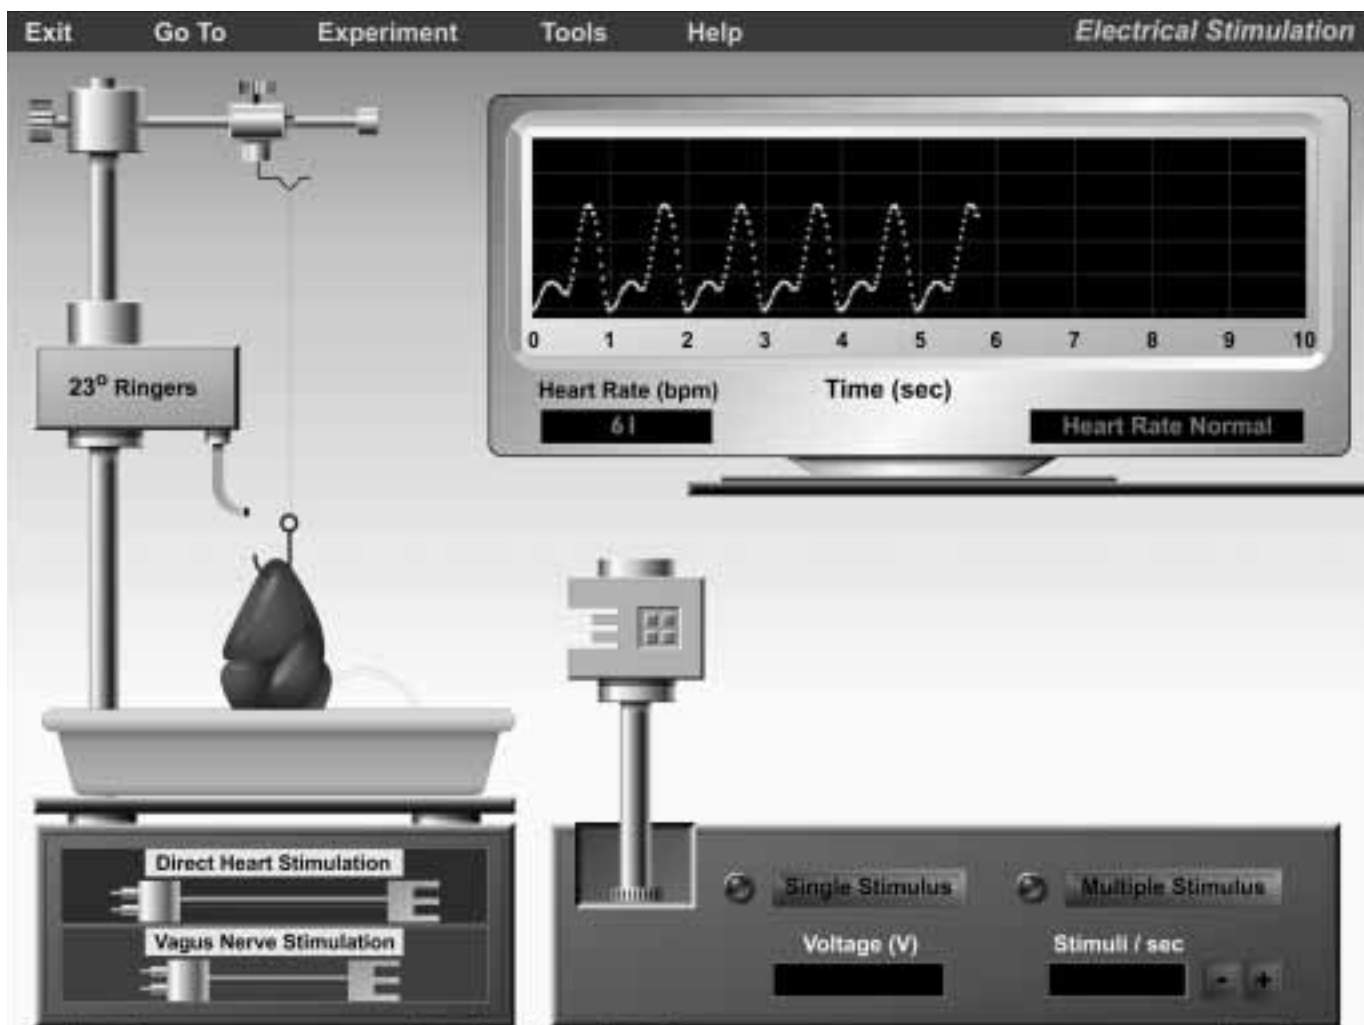 Exit Go To Experiment Tools Help Electrical Stimulation
0 1 2 3 4 5 6 7 8 9 10
23° Ringers
Heart Rate (bpm) Time (sec)
61 Heart Rate Normal
Direct Heart Stimulation
Single Stimulus Multiple Stimulus
Vagus Nerve Stimulation
Voltage (V) Stimuli / sec
- +